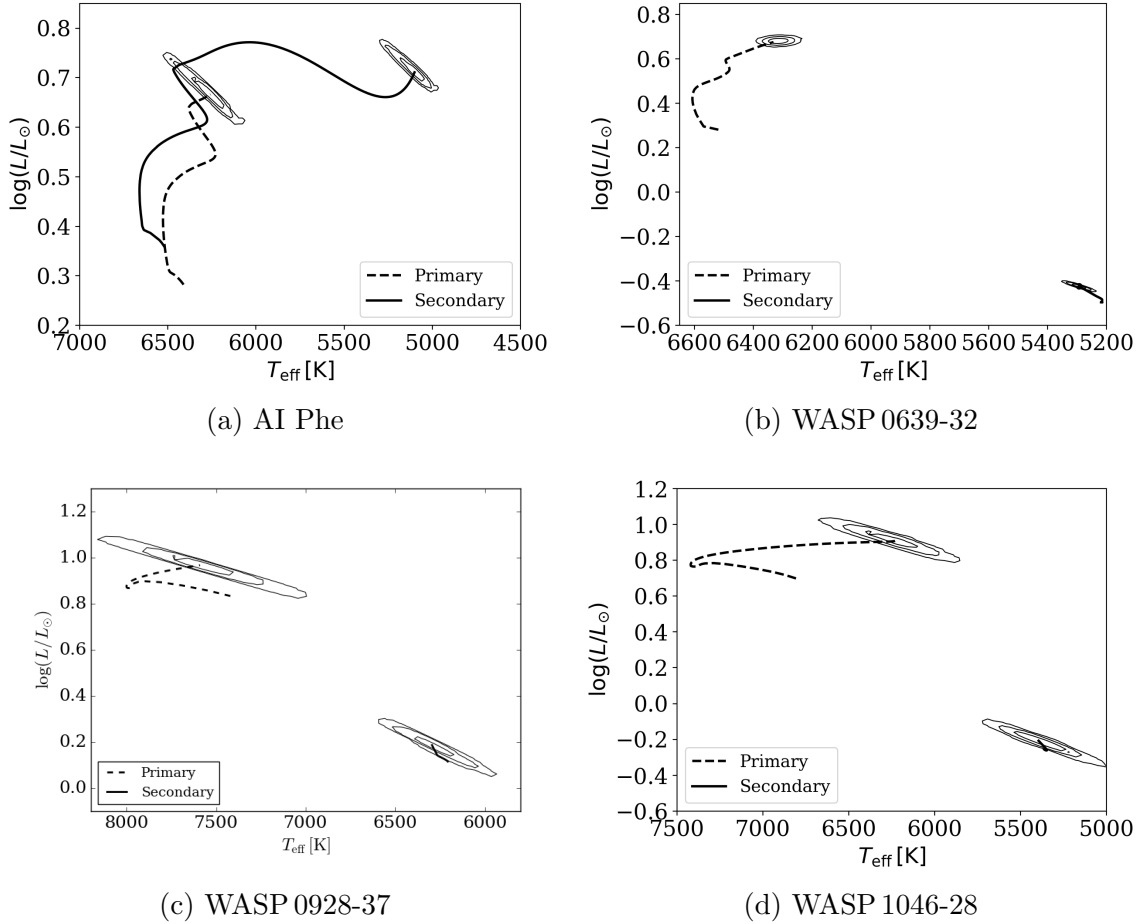 0.8
0.7
0.6
0.5
0.4
0.3
0.2
log(L/L⊙)
Primary
Secondary
7000 6500 6000 5500 5000 4500
Teff [K]
(a) AI Phe
0.8
0.6
0.4
0.2
0.0
−0.2
−0.4
−0.6
log(L/L⊙)
Primary
Secondary
6600 6400 6200 6000 5800 5600 5400 5200
Teff [K]
(b) WASP 0639-32
1.2
1.0
0.8
0.6
0.4
0.2
0.0
log(L/L⊙)
Primary
Secondary
8000 7500 7000 6500 6000
Teff [K]
(c) WASP 0928-37
1.2
1.0
0.8
0.6
0.4
0.2
0.0
−0.2
−0.4
−0.6
log(L/L⊙)
Primary
Secondary
7500 7000 6500 6000 5500 5000
Teff [K]
(d) WASP 1046-28